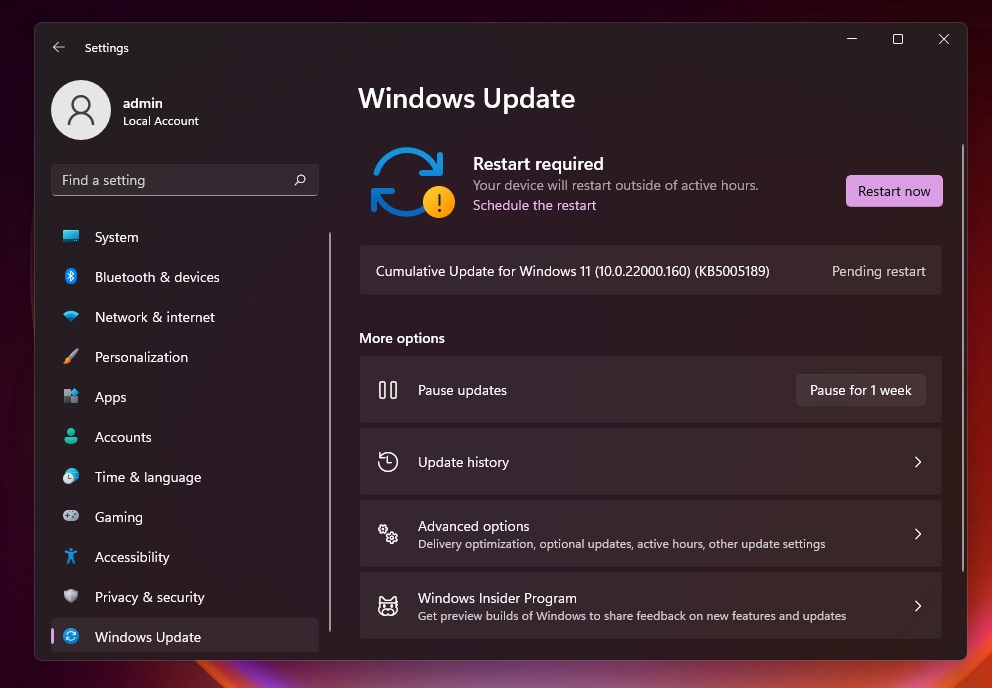 Settings
admin
Local Account
Find a setting
System
Bluetooth & devices
Network & internet
Personalization
Apps
Accounts
Time & language
Gaming
Accessibility
Privacy & security
Windows Update
Windows Update
Restart required
Your device will restart outside of active hours.
Schedule the restart
Restart now
Cumulative Update for Windows 11 (10.0.22000.160) (KB5005189) Pending restart
More options
Pause updates Pause for 1 week
Update history
Advanced options
Delivery optimization, optional updates, active hours, other update settings
Windows Insider Program
Get preview builds of Windows to share feedback on new features and updates